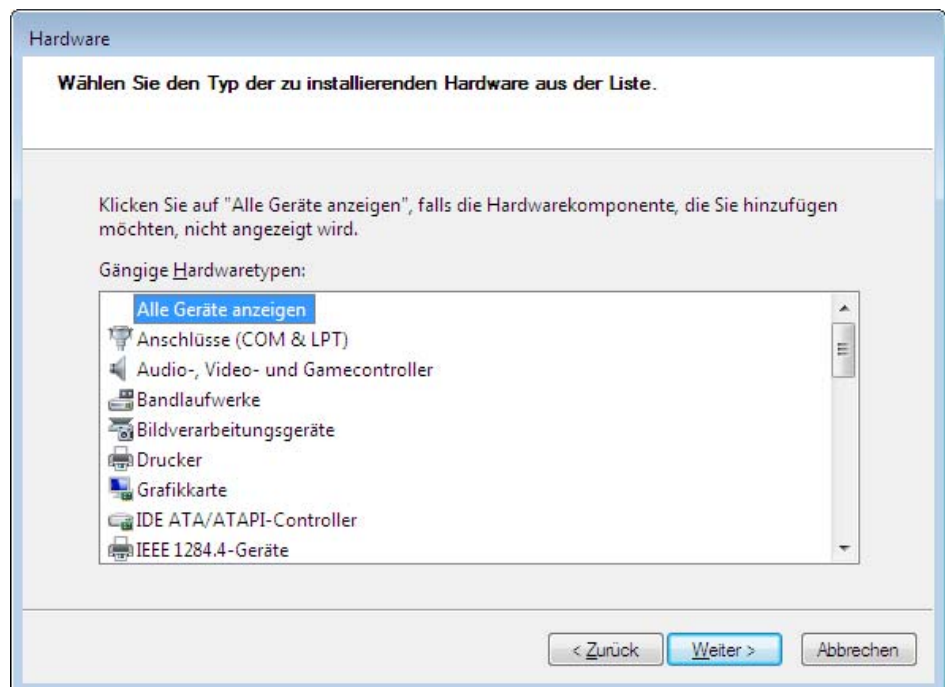 Hardware
Wählen Sie den Typ der zu installierenden Hardware aus der Liste.
Klicken Sie auf "Alle Geräte anzeigen", falls die Hardwarekomponente, die Sie hinzufügen
möchten, nicht angezeigt wird.
Gängige Hardwaretypen:
Alle Geräte anzeigen
Anschlüsse (COM & LPT)
Audio-, Video- und Gamecontroller
Bandlaufwerke
Bildverarbeitungsgeräte
Drucker
Grafikkarte
IDE ATA/ATAPI-Controller
IEEE 1284.4-Geräte
< Zurück
Weiter >
Abbrechen